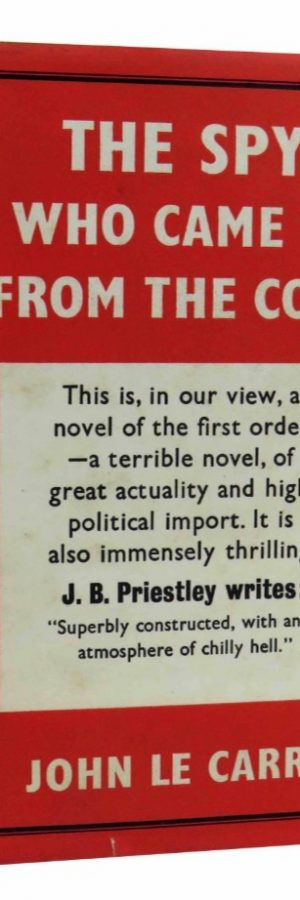 THE SPY
WHO CAME
FROM THE CO
This is, in our view, a
novel of the first orde
—a terrible novel, of
great actuality and high
political import. It is
also immensely thrilling
J. B. Priestley writes:
"Superbly constructed, with an
atmosphere of chilly hell."
JOHN LE CARR